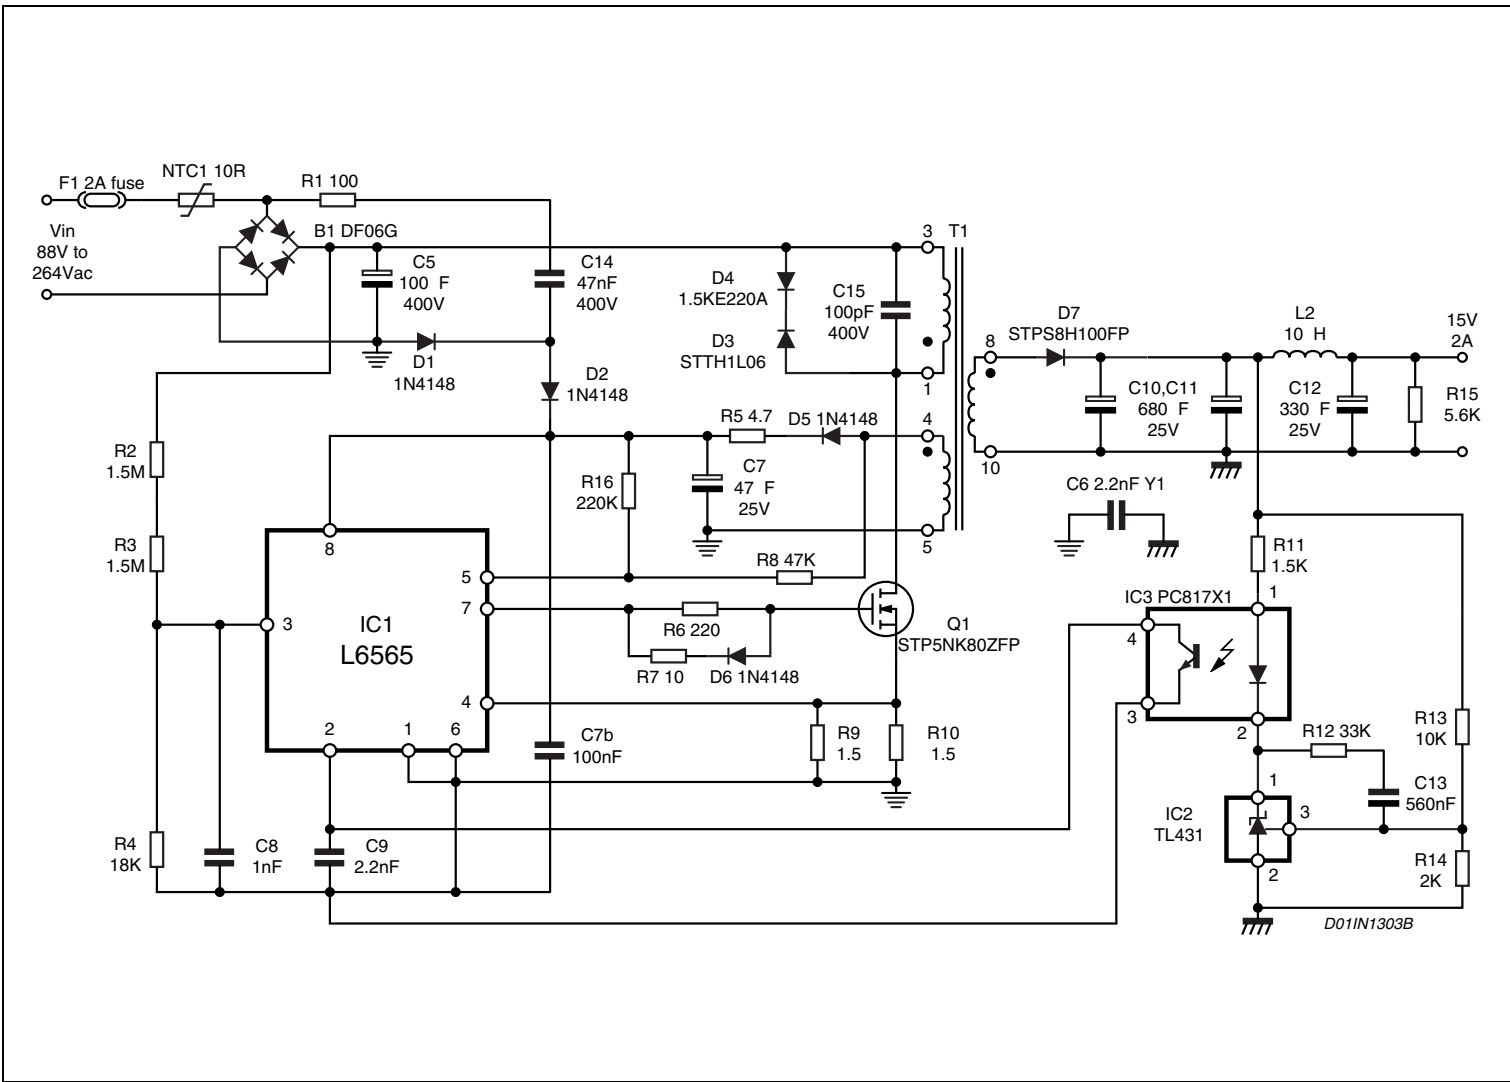 F1 2A fuse
NTC1 10R
R1 100
Vin
88V to
264Vac
B1 DF06G
C5
100 F
400V
C14
47nF
400V
D1
1N4148
D2
1N4148
D4
1.5KE220A
D3
STTH1L06
C15
100pF
400V
3
T1
1
4
5
8
10
D7
STPS8H100FP
L2
10 H
15V
2A
C10,C11
680 F
25V
C12
330 F
25V
R15
5.6K
R2
1.5M
R3
1.5M
R5 4.7
D5 1N4148
R16
220K
C7
47 F
25V
C6 2.2nF Y1
R8 47K
8
5
7
3
IC1
L6565
4
2
1
6
R6 220
R7 10
D6 1N4148
Q1
STP5NK80ZFP
R11
1.5K
IC3 PC817X1
1
4
3
2
C7b
100nF
R9
1.5
R10
1.5
R12 33K
R13
10K
C13
560nF
IC2
TL431
1
3
2
R14
2K
R4
18K
C8
1nF
C9
2.2nF
D01IN1303B